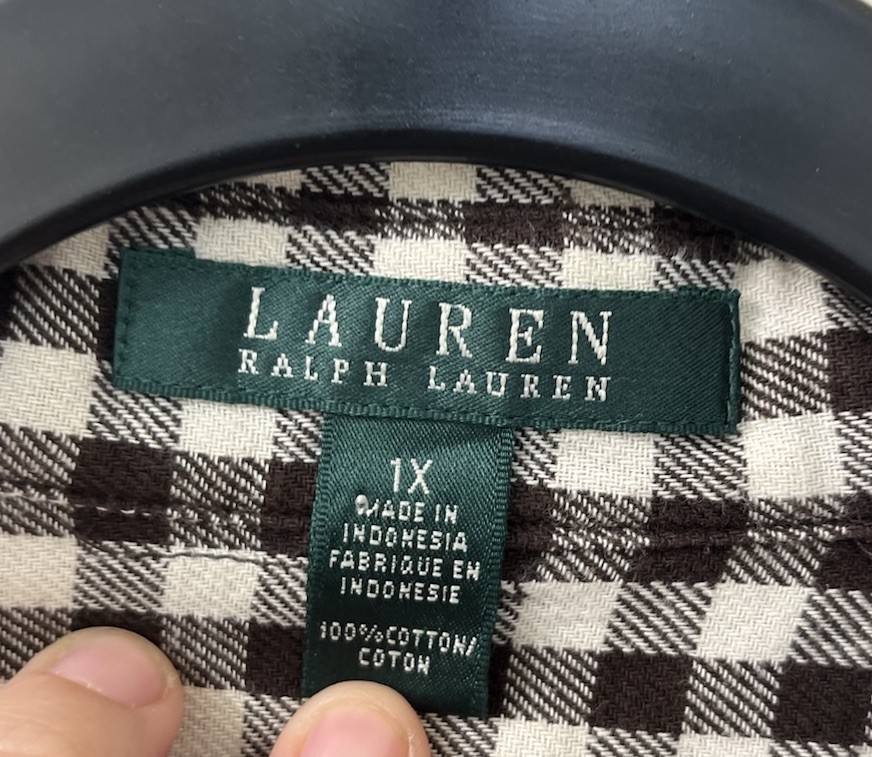 LAUREN
RALPH LAUREN
1X
MADE IN
INDONESIA
FABRIQUE EN
INDONESIE
100%COTTON/
COTON